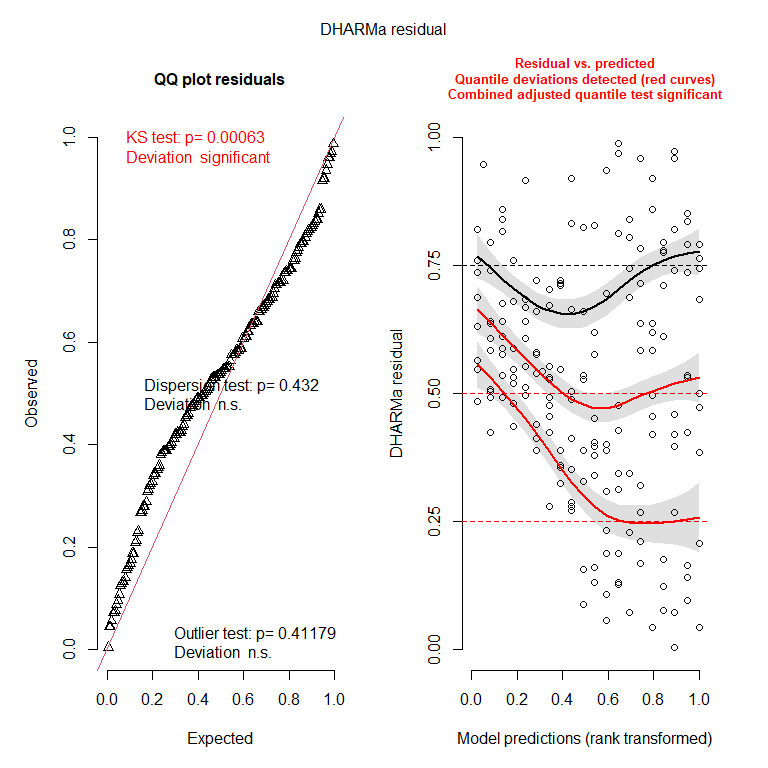 DHARMa residual
QQ plot residuals
KS test: p= 0.00063
Deviation significant
Dispersion test: p= 0.432
Deviation n.s.
Outlier test: p= 0.41179
Deviation n.s.
Observed
0.0 0.2 0.4 0.6 0.8 1.0
0.0 0.2 0.4 0.6 0.8 1.0
Expected
Residual vs. predicted
Quantile deviations detected (red curves)
Combined adjusted quantile test significant
DHARMa residual
0.00 0.25 0.50 0.75 1.00
0.0 0.2 0.4 0.6 0.8 1.0
Model predictions (rank transformed)